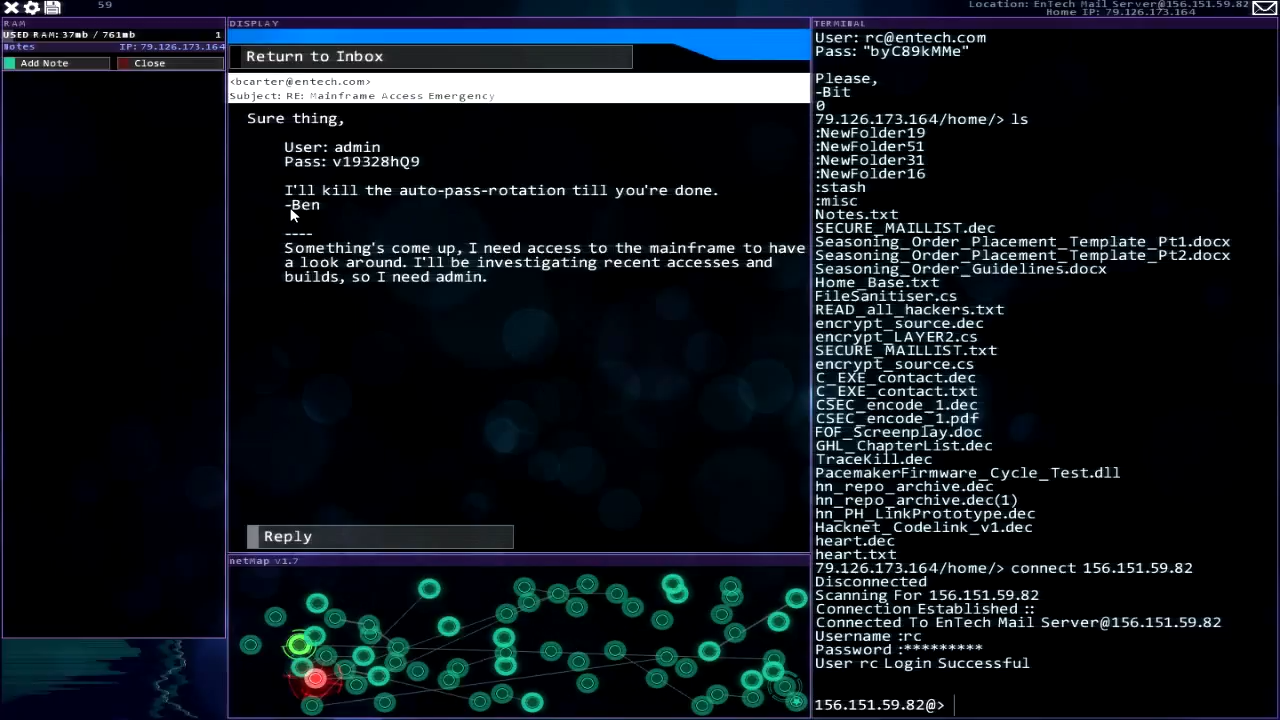 59
Location: EnTech Mail Server@156.151.59.82
Home IP: 79.126.173.164
RAM
USED RAM: 37mb / 761mb 1
Notes IP: 79.126.173.164
Add Note Close
DISPLAY
Return to Inbox
<bcarter@entech.com>
Subject: RE: Mainframe Access Emergency
Sure thing,
User: admin
Pass: v19328hQ9
I'll kill the auto-pass-rotation till you're done.
-Ben
----
Something's come up, I need access to the mainframe to have
a look around. I'll be investigating recent accesses and
builds, so I need admin.
Reply
netMap v1.7
TERMINAL
User: rc@entech.com
Pass: "byC89kMMe"
Please,
-Bit
0
79.126.173.164/home/> ls
:NewFolder19
:NewFolder51
:NewFolder31
:NewFolder16
:stash
:misc
Notes.txt
SECURE_MAILLIST.dec
Seasoning_Order_Placement_Template_Pt1.docx
Seasoning_Order_Placement_Template_Pt2.docx
Seasoning_Order_Guidelines.docx
Home_Base.txt
FileSanitiser.cs
READ_all_hackers.txt
encrypt_source.dec
encrypt_LAYER2.cs
SECURE_MAILLIST.txt
encrypt_source.cs
C_EXE_contact.dec
C_EXE_contact.txt
CSEC_encode_1.dec
CSEC_encode_1.pdf
FOF_Screenplay.doc
GHL_ChapterList.dec
TraceKill.dec
PacemakerFirmware_Cycle_Test.dll
hn_repo_archive.dec
hn_repo_archive.dec(1)
hn_PH_LinkPrototype.dec
Hacknet_Codelink_v1.dec
heart.dec
heart.txt
79.126.173.164/home/> connect 156.151.59.82
Disconnected
Scanning For 156.151.59.82
Connection Established ::
Connected To EnTech Mail Server@156.151.59.82
Username :rc
Password :*********
User rc Login Successful
156.151.59.82@>